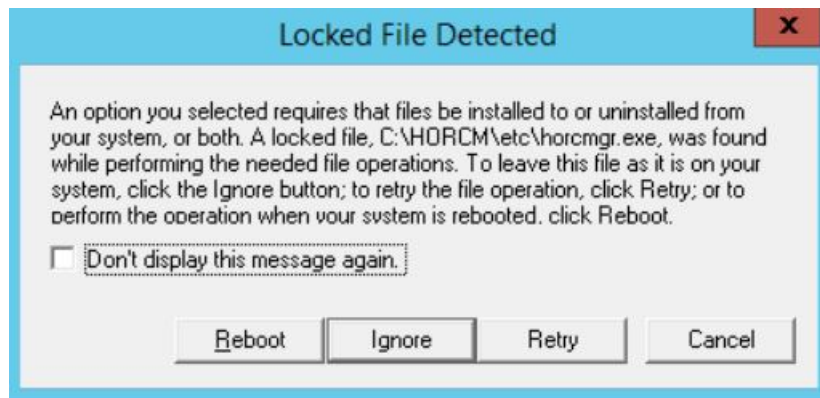 Locked File Detected
x
An option you selected requires that files be installed to or uninstalled from
your system, or both. A locked file, C:\HORCM\etc\horcmgr.exe, was found
while performing the needed file operations. To leave this file as it is on your
system, click the Ignore button; to retry the file operation, click Retry; or to
perform the operation when your system is rebooted. click Reboot.
Don't display this message again.
Reboot Ignore Retry Cancel